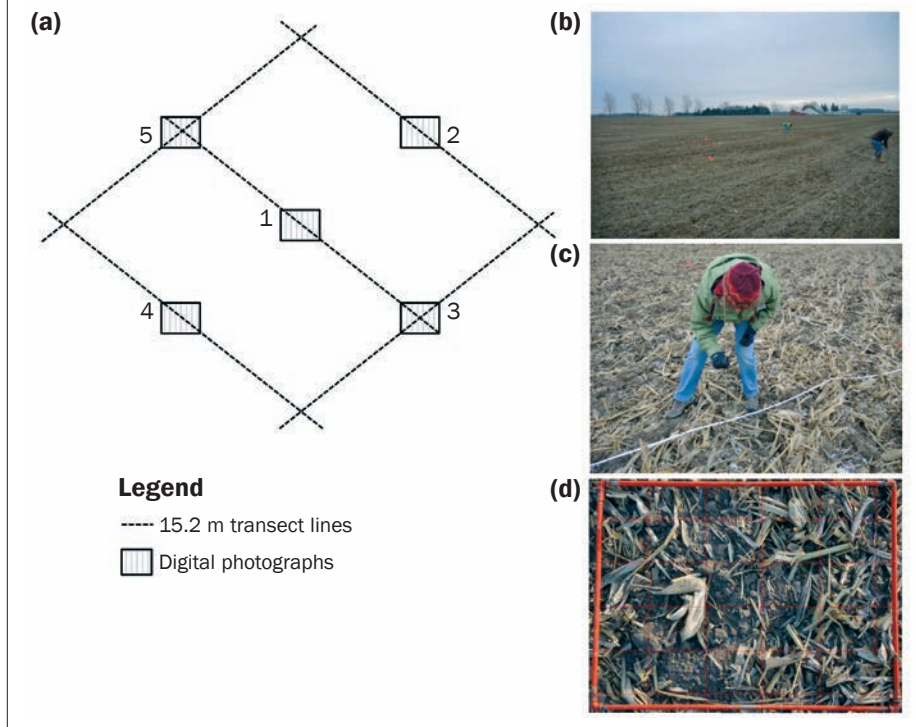 (a)
(b)
5
2
1
(c)
4
3
Legend
15.2 m transect lines
Digital photographs
(d)